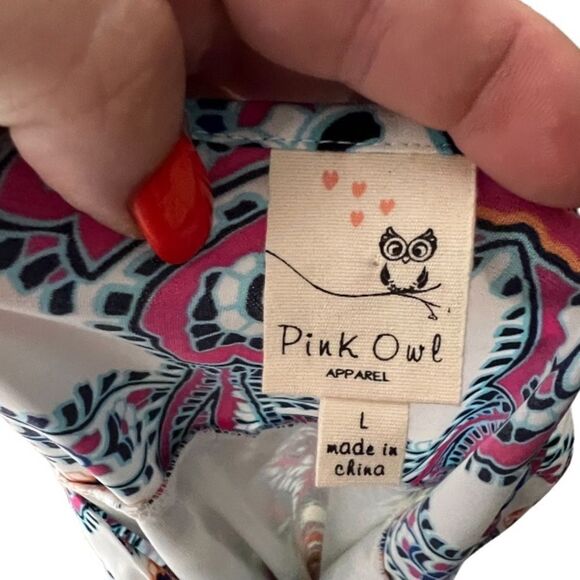 Pink Owl
APPAREL
L
made in
china